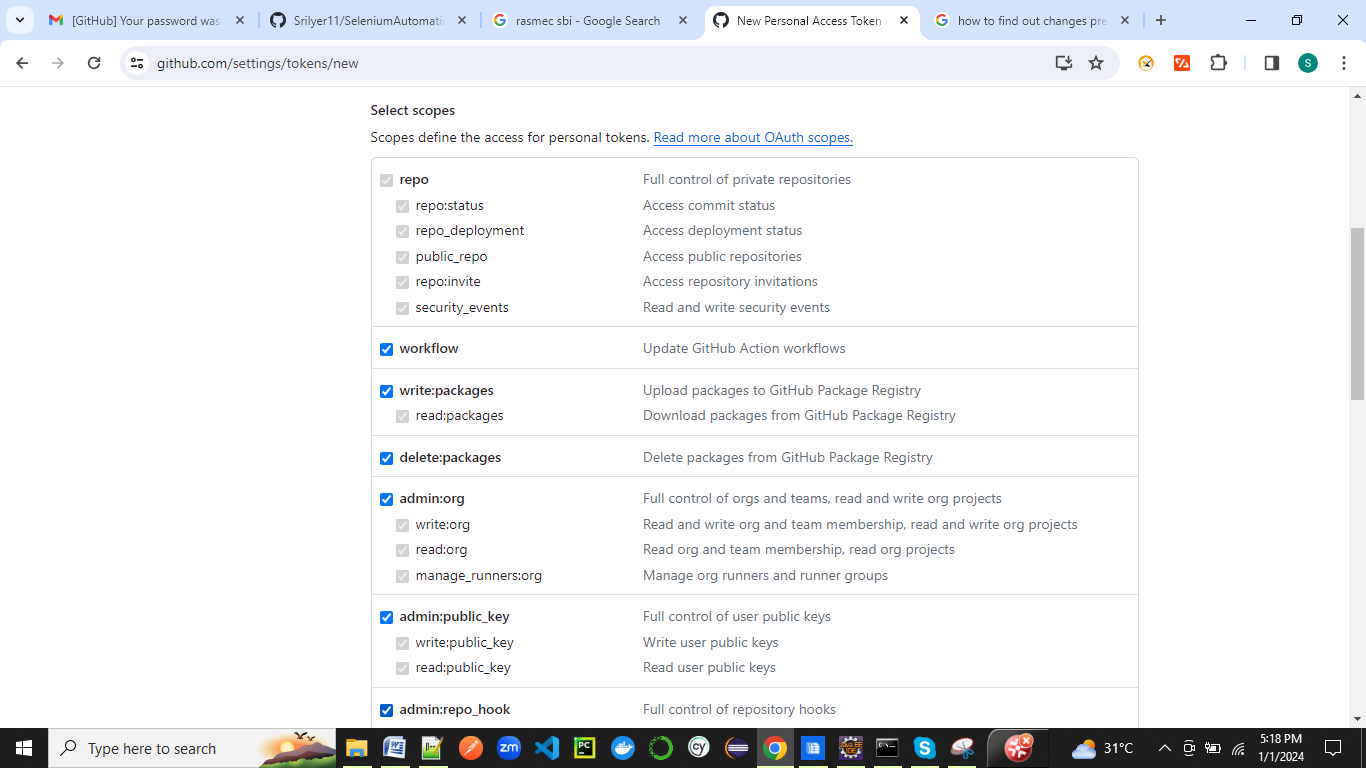 [GitHub] Your password was
Srilyer11/SeleniumAutomatic
rasmec sbi - Google Search
New Personal Access Token
how to find out changes pre
github.com/settings/tokens/new
S
Select scopes
Scopes define the access for personal tokens. Read more about OAuth scopes.
repo Full control of private repositories
repo:status Access commit status
repo_deployment Access deployment status
public_repo Access public repositories
repo:invite Access repository invitations
security_events Read and write security events
workflow Update GitHub Action workflows
write:packages Upload packages to GitHub Package Registry
read:packages Download packages from GitHub Package Registry
delete:packages Delete packages from GitHub Package Registry
admin:org Full control of orgs and teams, read and write org projects
write:org Read and write org and team membership, read and write org projects
read:org Read org and team membership, read org projects
manage_runners:org Manage org runners and runner groups
admin:public_key Full control of user public keys
write:public_key Write user public keys
read:public_key Read user public keys
admin:repo_hook Full control of repository hooks
Type here to search
zm
PC
cy
31°C
5:18 PM
1/1/2024